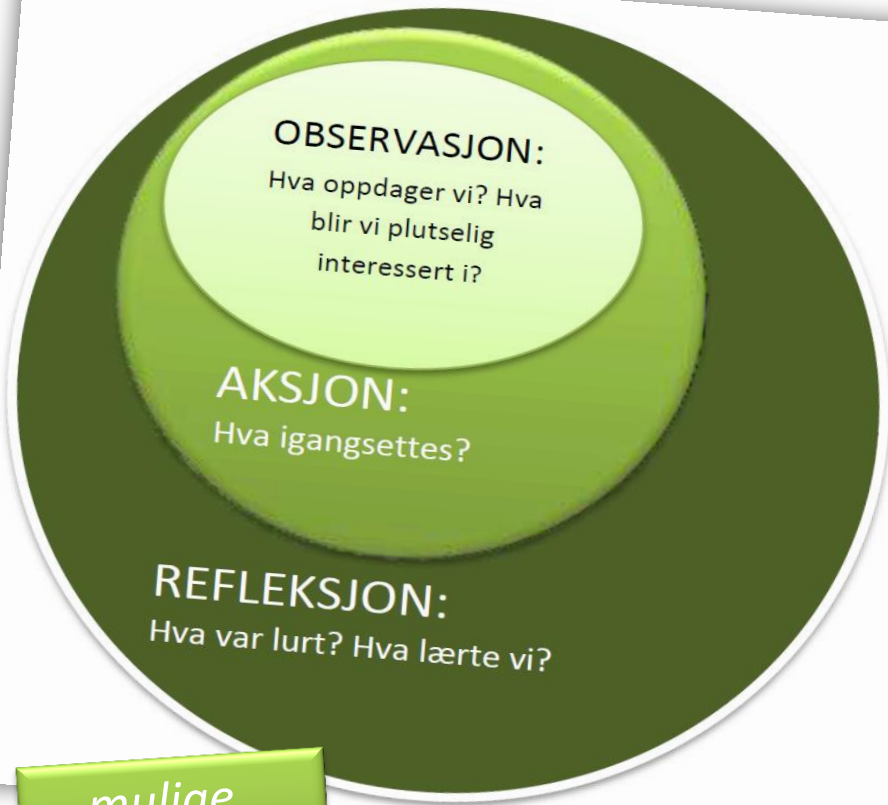 OBSERVASJON:
Hva oppdager vi? Hva
blir vi plutselig
interessert i?
AKSJON:
Hva igangsettes?
REFLEKSJON:
Hva var lurt? Hva lærte vi?
mulige